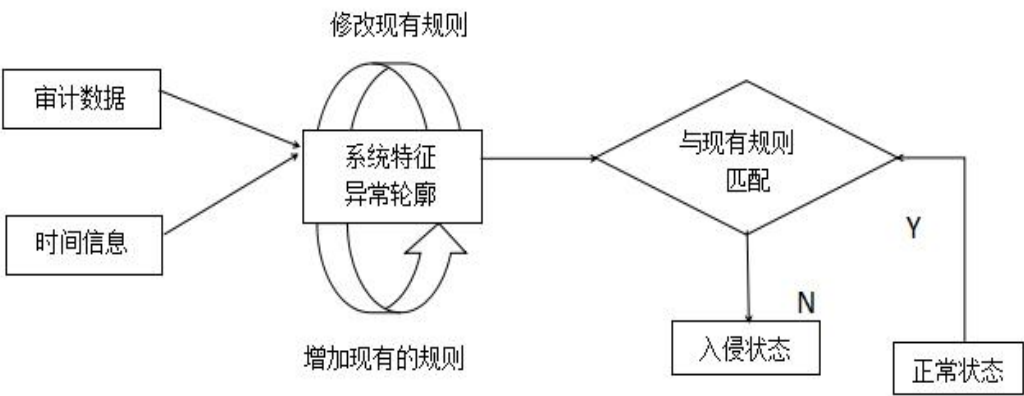 修改现有规则
审计数据
系统特征
异常轮廓
与现有规则
匹配
时间信息
Y
N
增加现有的规则
入侵状态
正常状态